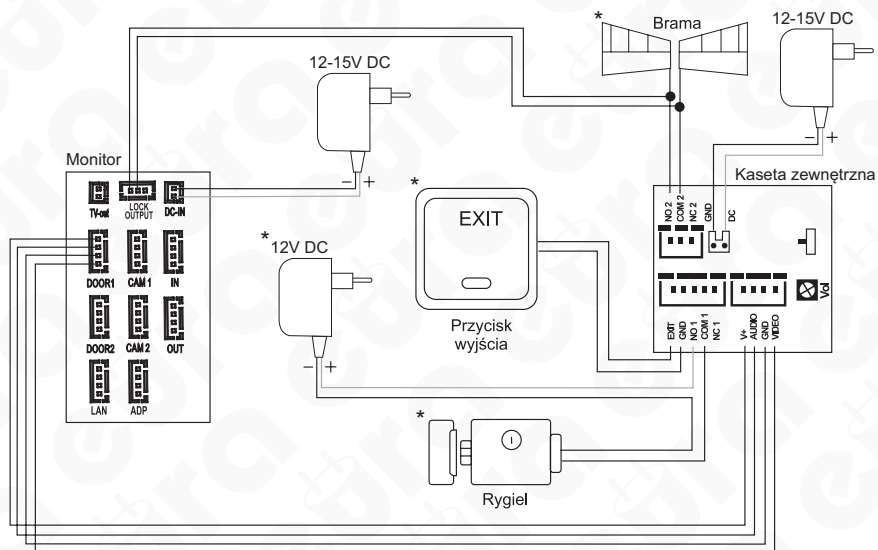 * Brama
12-15V DC
12-15V DC
- +
- +
Monitor
Kaseta zewnętrzna
TV-out
LOCK
OUTPUT
DC-IN
NO 2
COM 2
NC 2
GND
DC
*
EXIT
Przycisk
wyjścia
* 12V DC
- +
DOOR1
CAM 1
IN
DOOR2
CAM 2
OUT
LAN
ADP
Vol
EXIT
GND
NO 1
COM 1
NC 1
V+
AUDIO
GND
VIDEO
*
I
Rygiel
eura